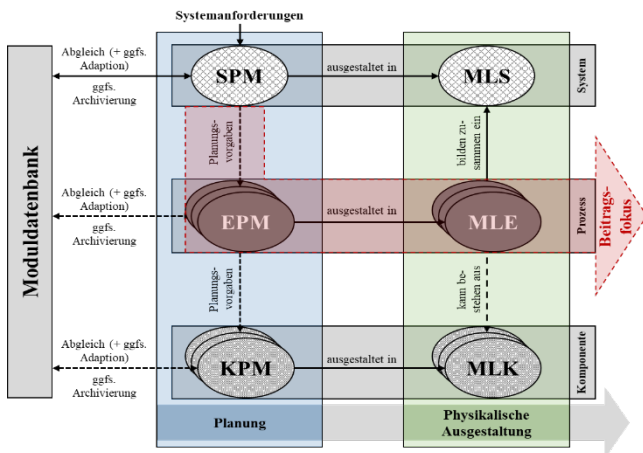 Systemanforderungen
Abgleich (+ ggfs.
Adaption)
ggfs.
Archivierung
SPM
ausgestaltet in
MLS
System
Planungs-
vorgaben
bilden zu-
sammen ein
Moduldatenbank
Abgleich (+ ggfs.
Adaption)
ggfs.
Archivierung
EPM
ausgestaltet in
MLE
Prozess
Beitrags-
fokus
Planungs-
vorgaben
kann be-
stehen aus
Abgleich (+ ggfs.
Adaption)
ggfs.
Archivierung
KPM
ausgestaltet in
MLK
Komponente
Planung
Physikalische
Ausgestaltung